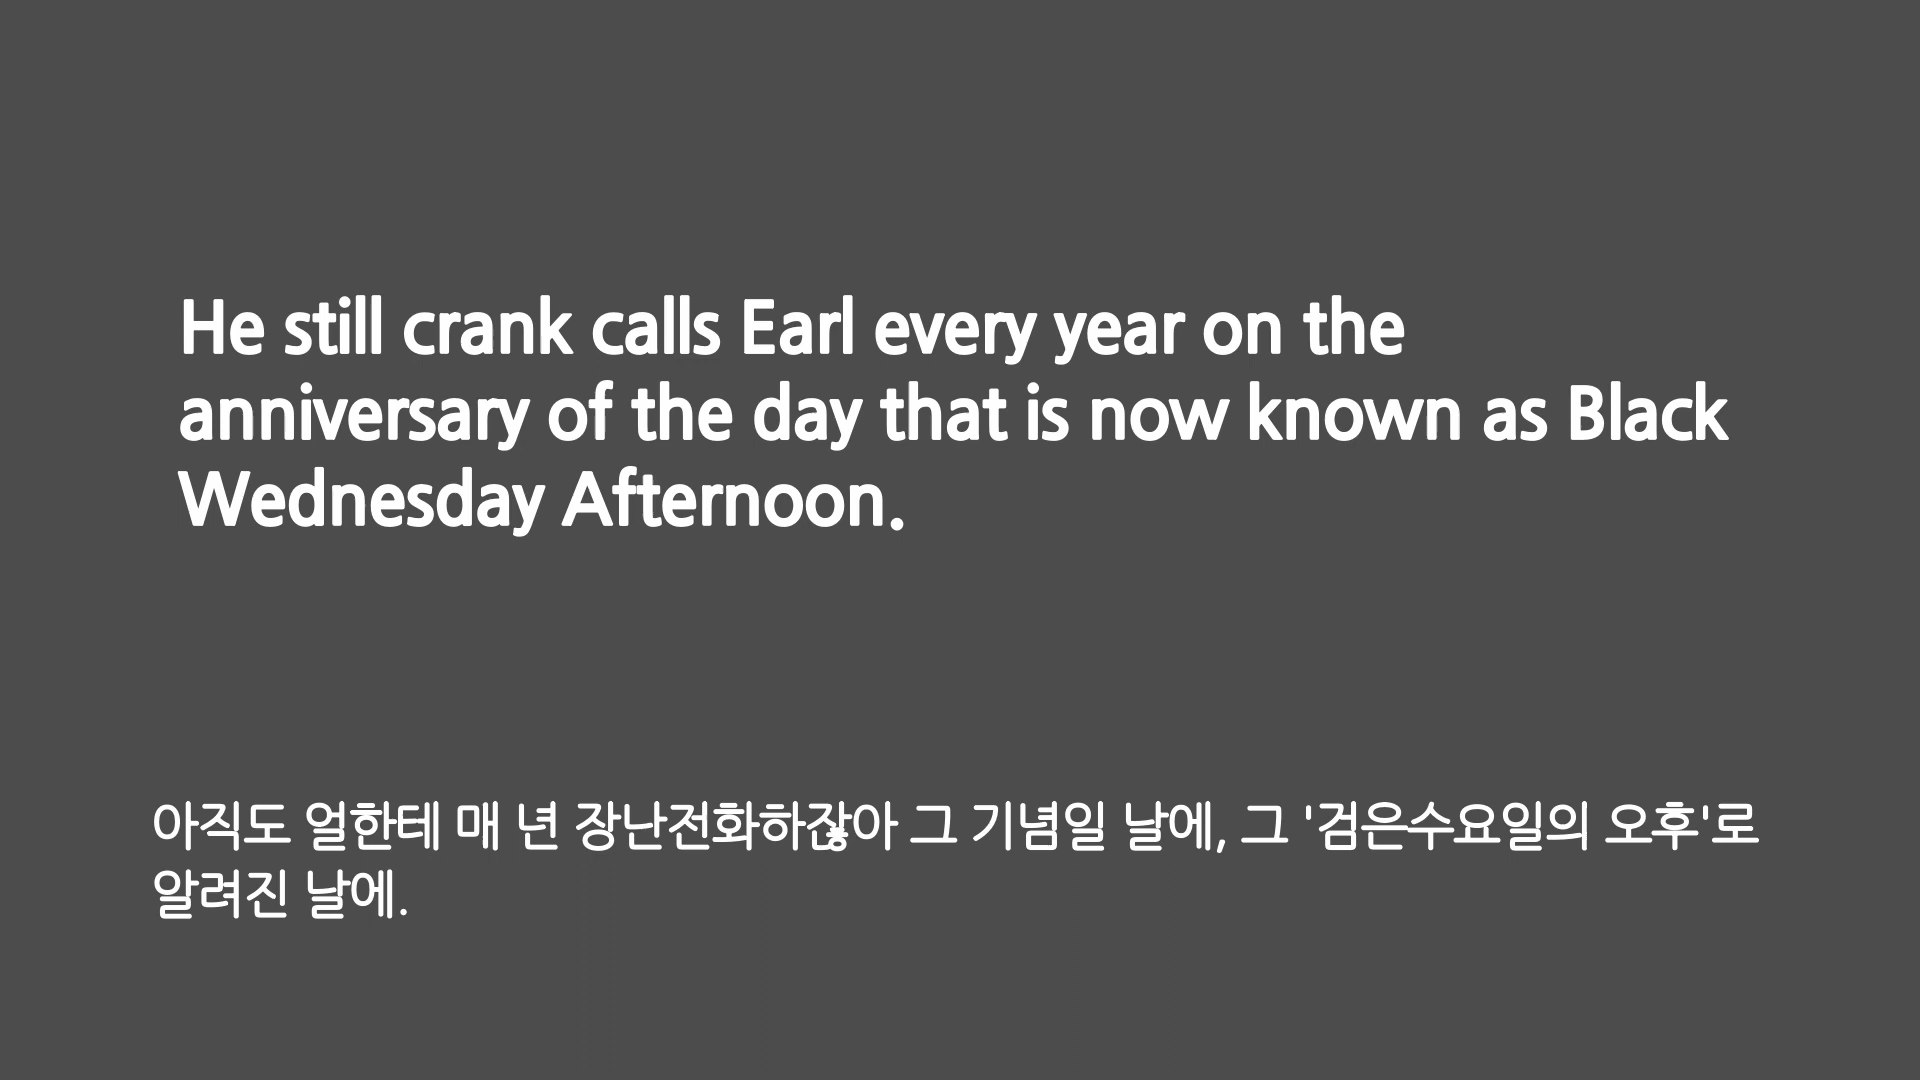 He still crank calls Earl every year on the
anniversary of the day that is now known as Black
Wednesday Afternoon.
아직도 얼한테 매 년 장난전화하잖아 그 기념일 날에, 그 '검은수요일의 오후'로
알려진 날에.